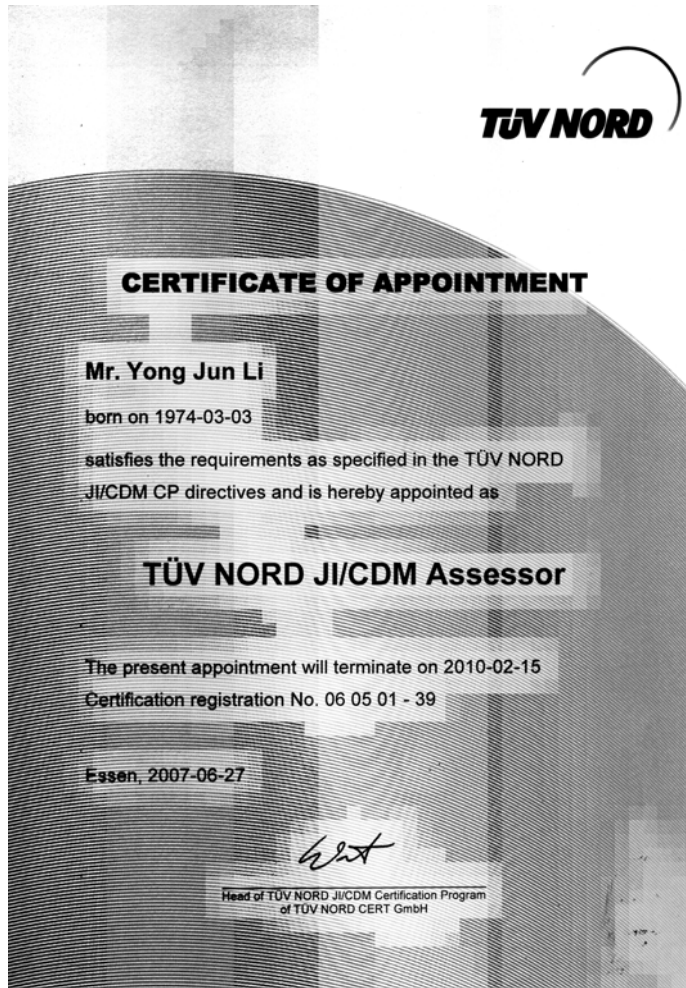 TÜV NORD
CERTIFICATE OF APPOINTMENT
Mr. Yong Jun Li
born on 1974-03-03
satisfies the requirements as specified in the TÜV NORD
JI/CDM CP directives and is hereby appointed as
TÜV NORD JI/CDM Assessor
The present appointment will terminate on 2010-02-15
Certification registration No. 06 05 01 - 39
Essen, 2007-06-27
Head of TÜV NORD JI/CDM Certification Program
of TÜV NORD CERT GmbH